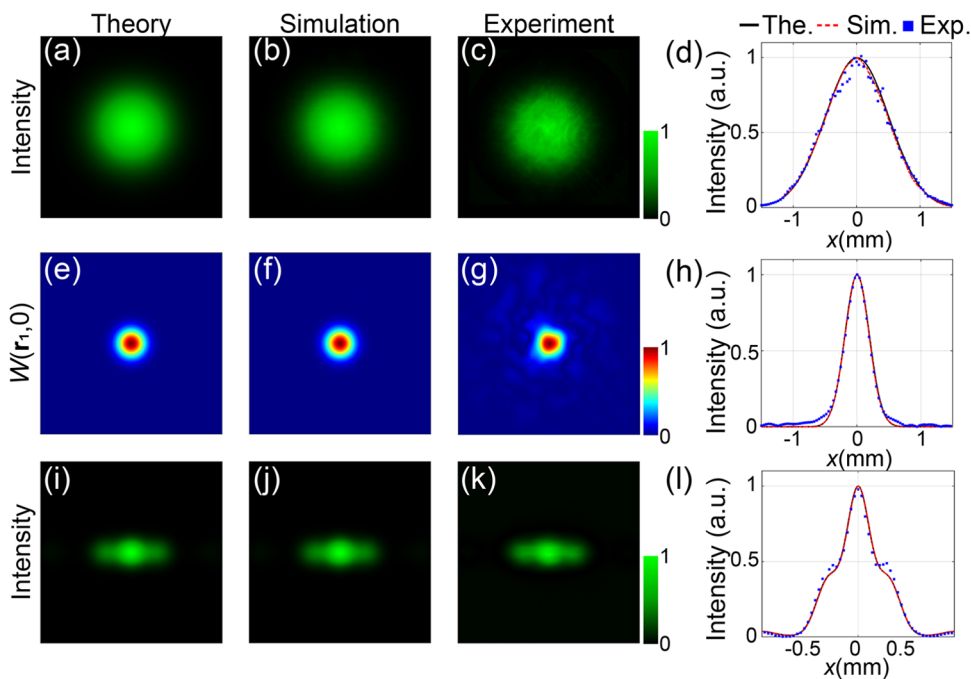 Theory Simulation Experiment The. Sim. Exp.
(a) (b) (c) (d)
Intensity
1
0
Intensity (a.u.)
1
0.5
0
-1 0 1
x(mm)
(e) (f) (g) (h)
W(r₁,0)
1
0
Intensity (a.u.)
1
0.5
0
-1 0 1
x(mm)
(i) (j) (k) (l)
Intensity
1
0
Intensity (a.u.)
1
0.5
0
-0.5 0 0.5
x(mm)